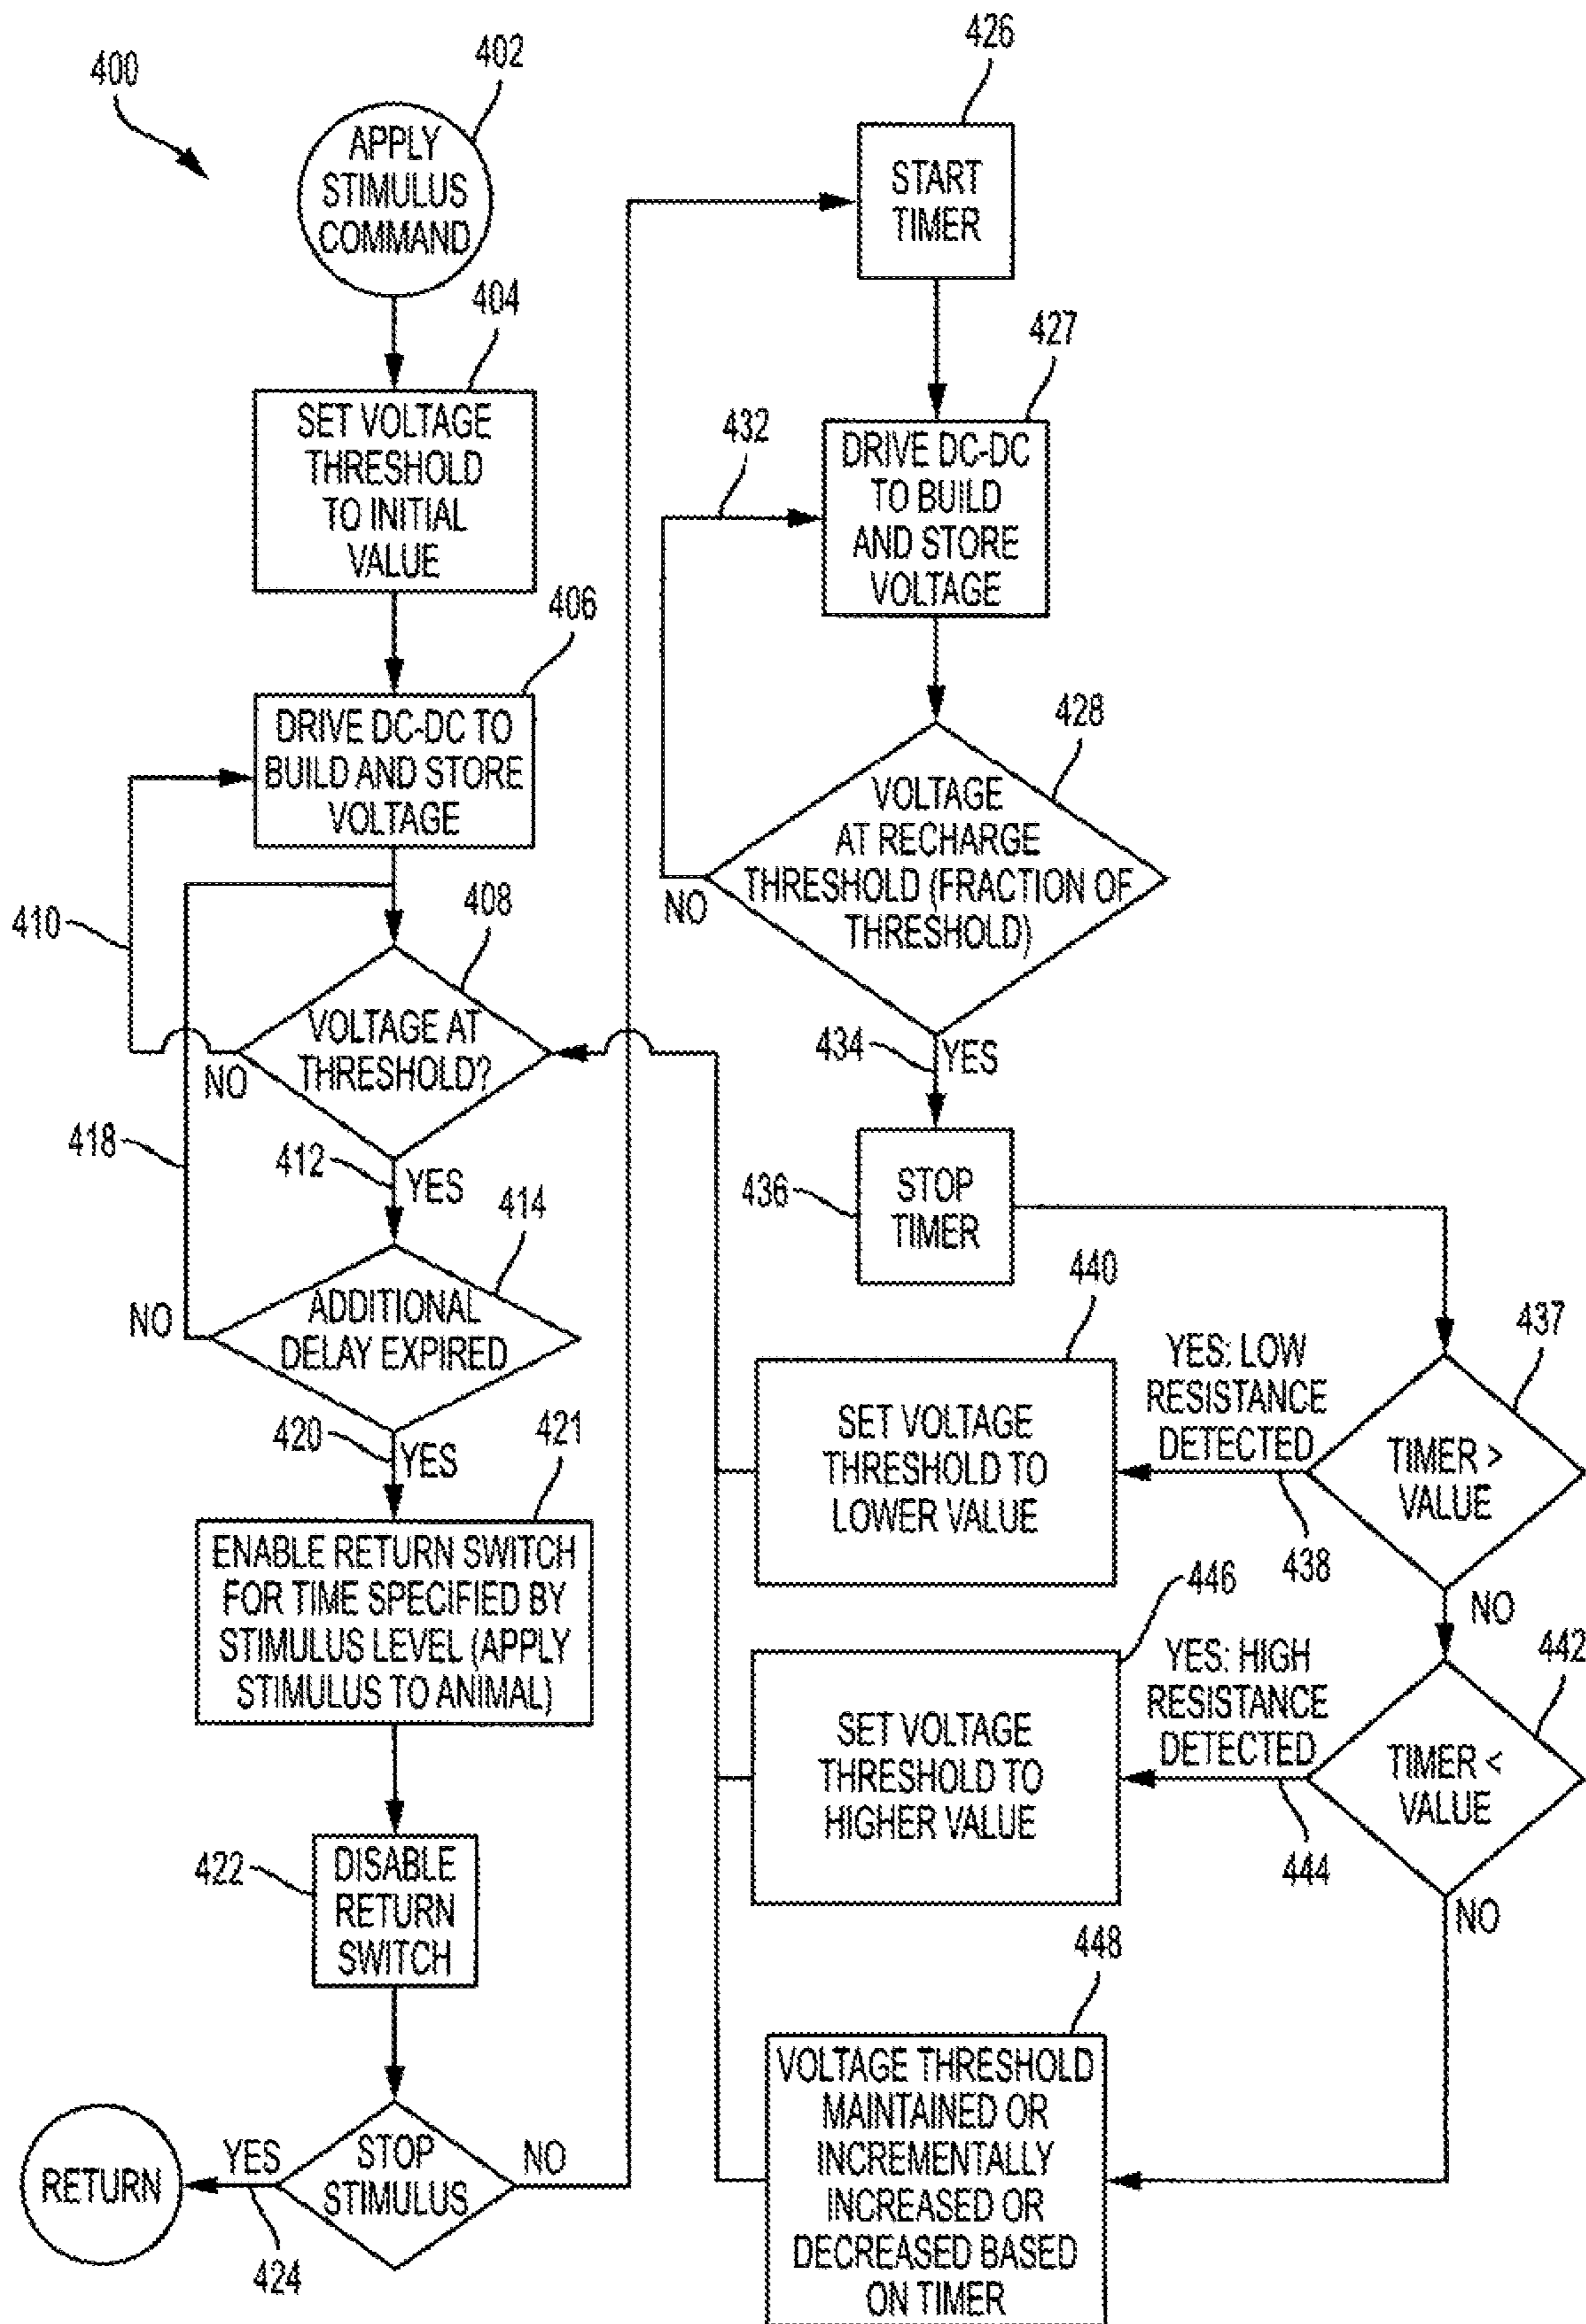 400
402
APPLY
STIMULUS
COMMAND
404
SET VOLTAGE
THRESHOLD
TO INITIAL
VALUE
406
DRIVE DC-DC TO
BUILD AND STORE
VOLTAGE
410
408
VOLTAGE AT
THRESHOLD?
NO
418
412
YES
414
ADDITIONAL
DELAY EXPIRED
NO
420
YES
421
ENABLE RETURN SWITCH
FOR TIME SPECIFIED BY
STIMULUS LEVEL (APPLY
STIMULUS TO ANIMAL)
422
DISABLE
RETURN
SWITCH
STOP
STIMULUS
YES
NO
424
RETURN
426
START
TIMER
427
432
DRIVE DC-DC
TO BUILD
AND STORE
VOLTAGE
428
VOLTAGE
AT RECHARGE
THRESHOLD (FRACTION OF
THRESHOLD)
NO
434
YES
436
STOP
TIMER
437
TIMER >
VALUE
YES: LOW
RESISTANCE
DETECTED
438
NO
440
SET VOLTAGE
THRESHOLD TO
LOWER VALUE
442
TIMER <
VALUE
YES: HIGH
RESISTANCE
DETECTED
444
NO
446
SET VOLTAGE
THRESHOLD TO
HIGHER VALUE
448
VOLTAGE THRESHOLD
MAINTAINED OR
INCREMENTALLY
INCREASED OR
DECREASED BASED
ON TIMER